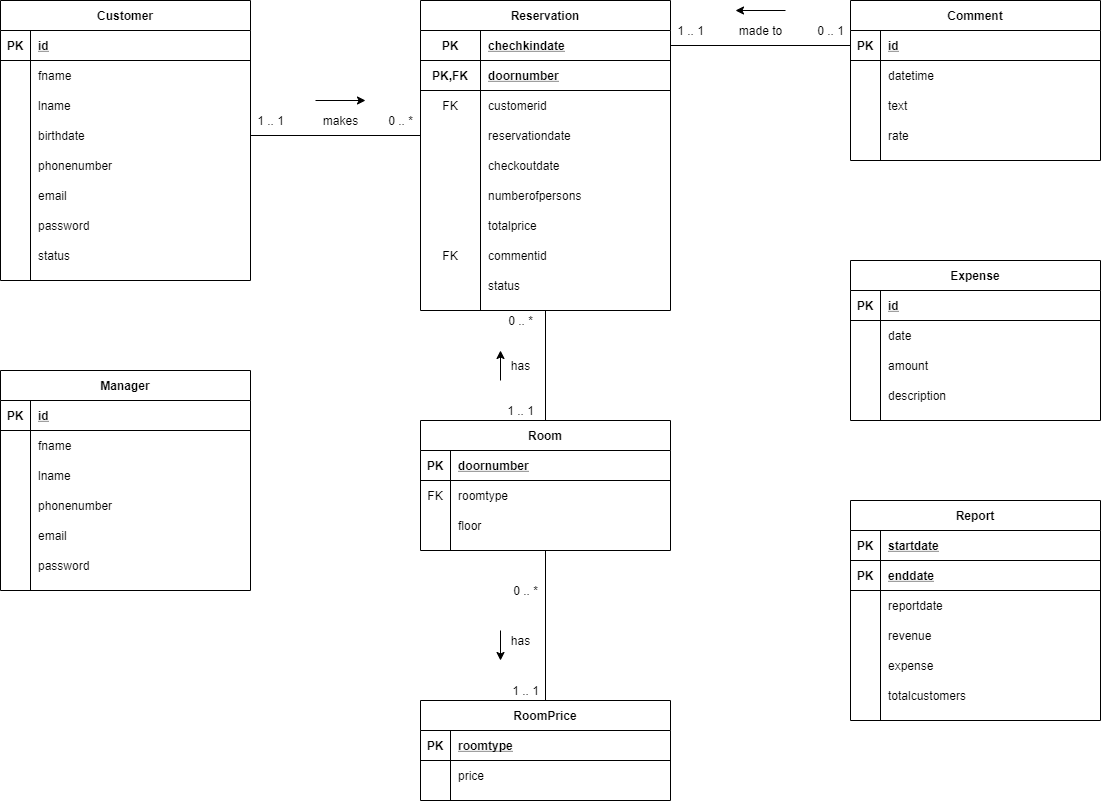 Customer
PK id
fname
lname
birthdate
phonenumber
email
password
status
1 .. 1 makes 0 .. *
Reservation
PK chechkindate
PK,FK doornumber
FK customerid
reservationdate
checkoutdate
numberofpersons
totalprice
FK commentid
status
1 .. 1 made to 0 .. 1
Comment
PK id
datetime
text
rate
Expense
PK id
date
amount
description
0 .. *
has
1 .. 1
Manager
PK id
fname
lname
phonenumber
email
password
Room
PK doornumber
FK roomtype
floor
Report
PK startdate
PK enddate
reportdate
revenue
expense
totalcustomers
0 .. *
has
1 .. 1
RoomPrice
PK roomtype
price